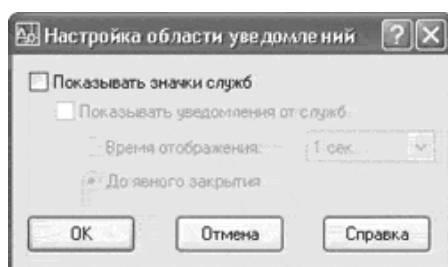 Настройка области уведомлений
Показывать значки служб
Показывать уведомления от служб
Время отображения: 1 сек.
До явного закрытия
ОК Отмена Справка